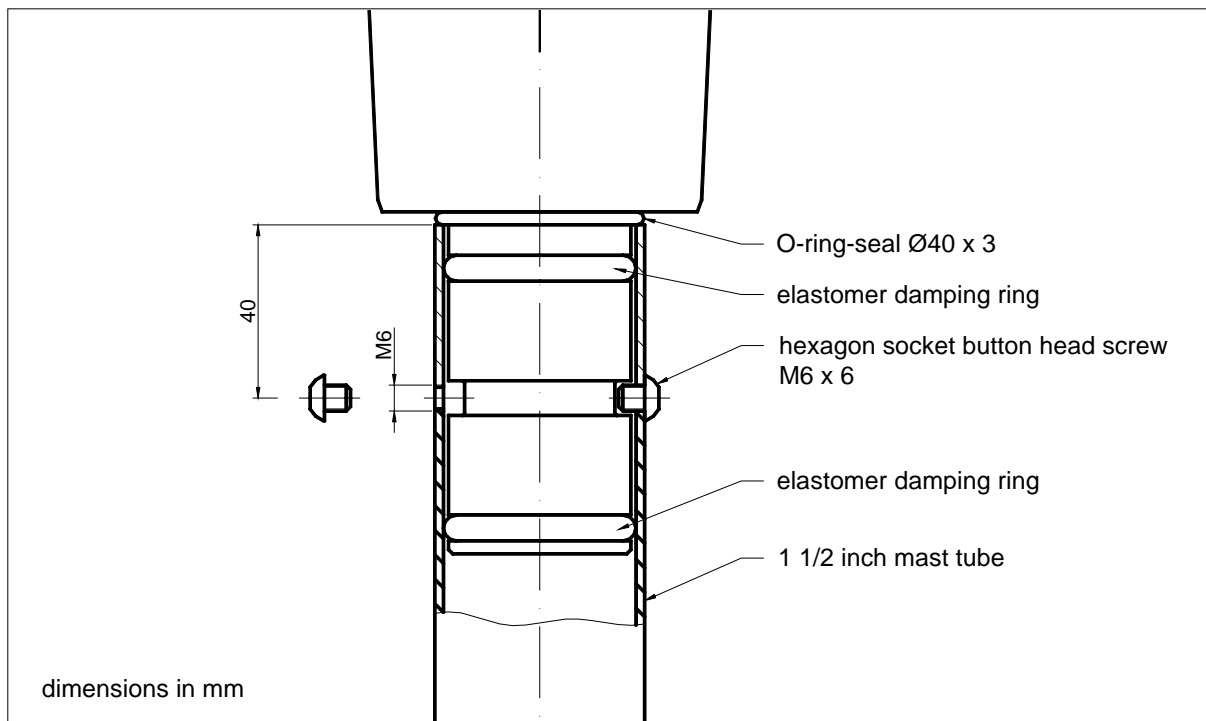 O-ring-seal Ø40 x 3
elastomer damping ring
40
M6
hexagon socket button head screw
M6 x 6
elastomer damping ring
1 1/2 inch mast tube
dimensions in mm